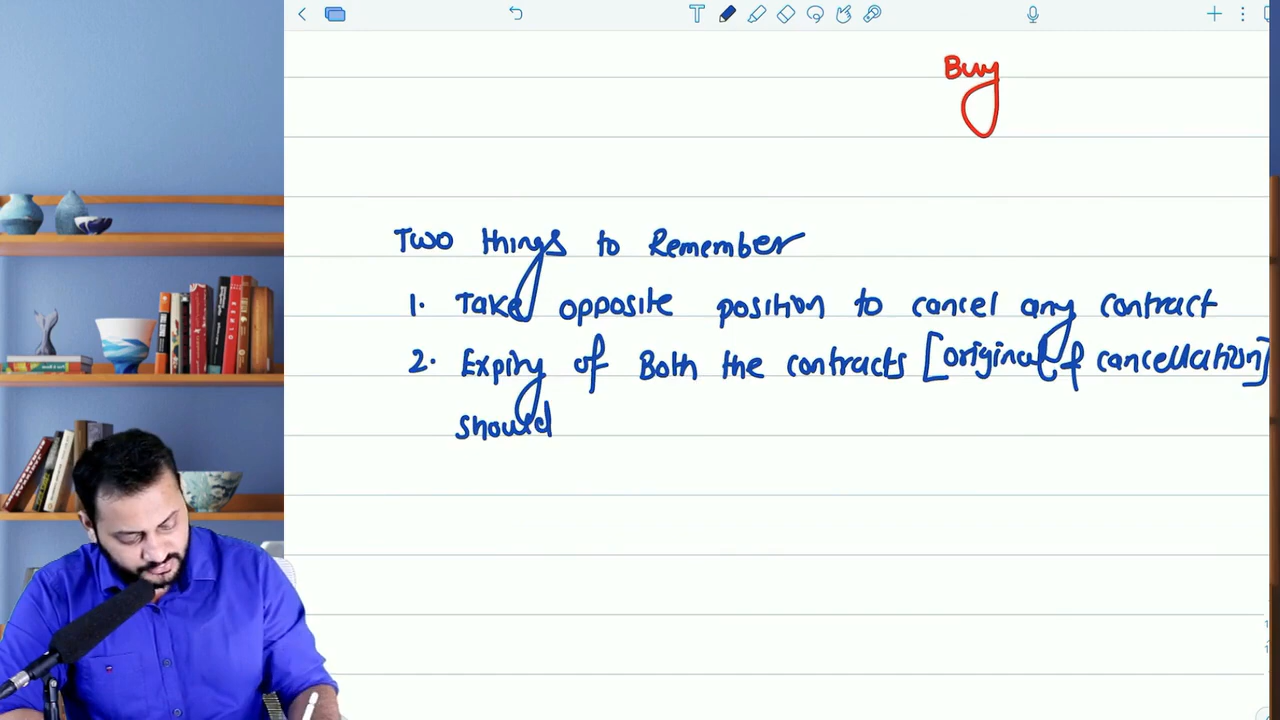 Buy
Two things to Remember
1. Take opposite position to cancel any contract
2. Expiry of Both the contracts [original & cancellation]
should